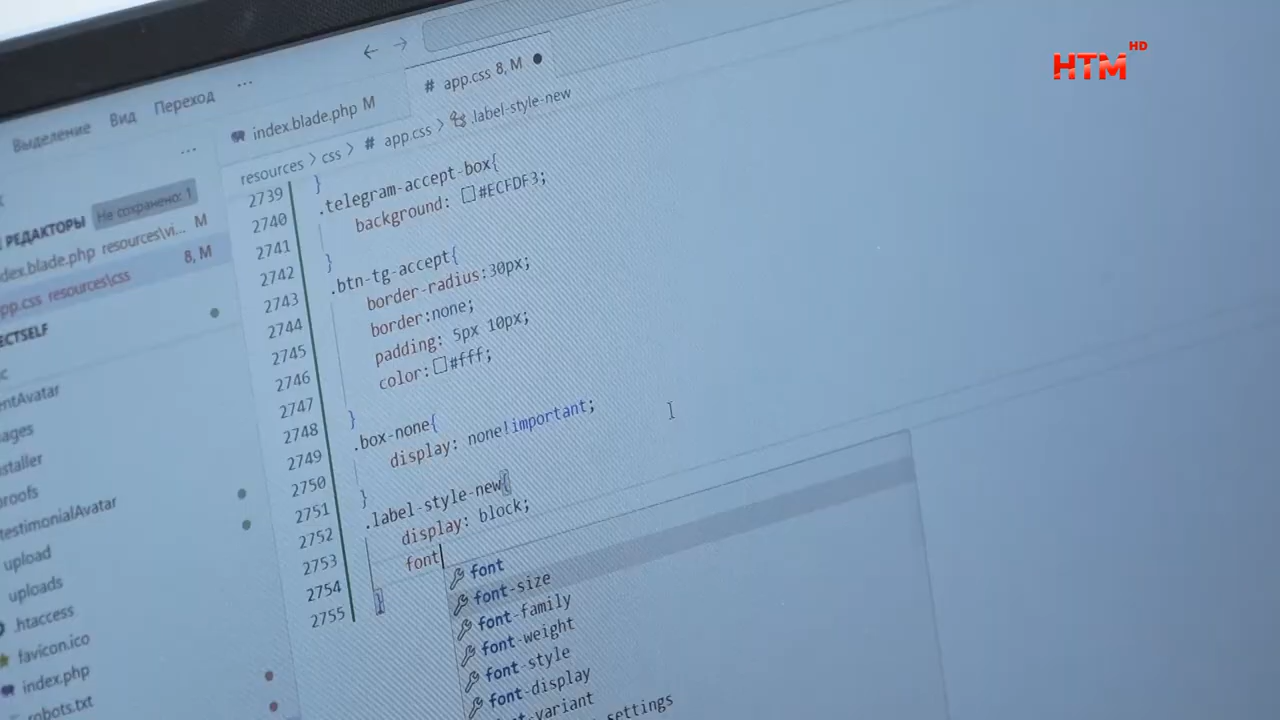 HTM HD
Выделение Вид Переход ...
index.blade.php M
# app.css 8, M
resources > css > # app.css > .label-style-new
РЕДАКТОРЫ
Не сохранено: 1
dex.blade.php resources\vi... M
app.css resources\css 8, M
ECTSELF
entAvatar
ages
staller
roofs
testimonialAvatar
upload
uploads
.htaccess
favicon.ico
index.php
robots.txt
2739 }
2740 .telegram-accept-box{
2741 background: #ECFDF3;
2742 }
2743 .btn-tg-accept{
2744 border-radius:30px;
2745 border:none;
2746 padding: 5px 10px;
2747 color:#fff;
2748 }
2749 .box-none{
2750 display: none!important;
2751 }
2752 .label-style-new{
2753 display: block;
2754 font
2755 }
font
font-size
font-family
font-weight
font-style
font-display
font-variant
settings